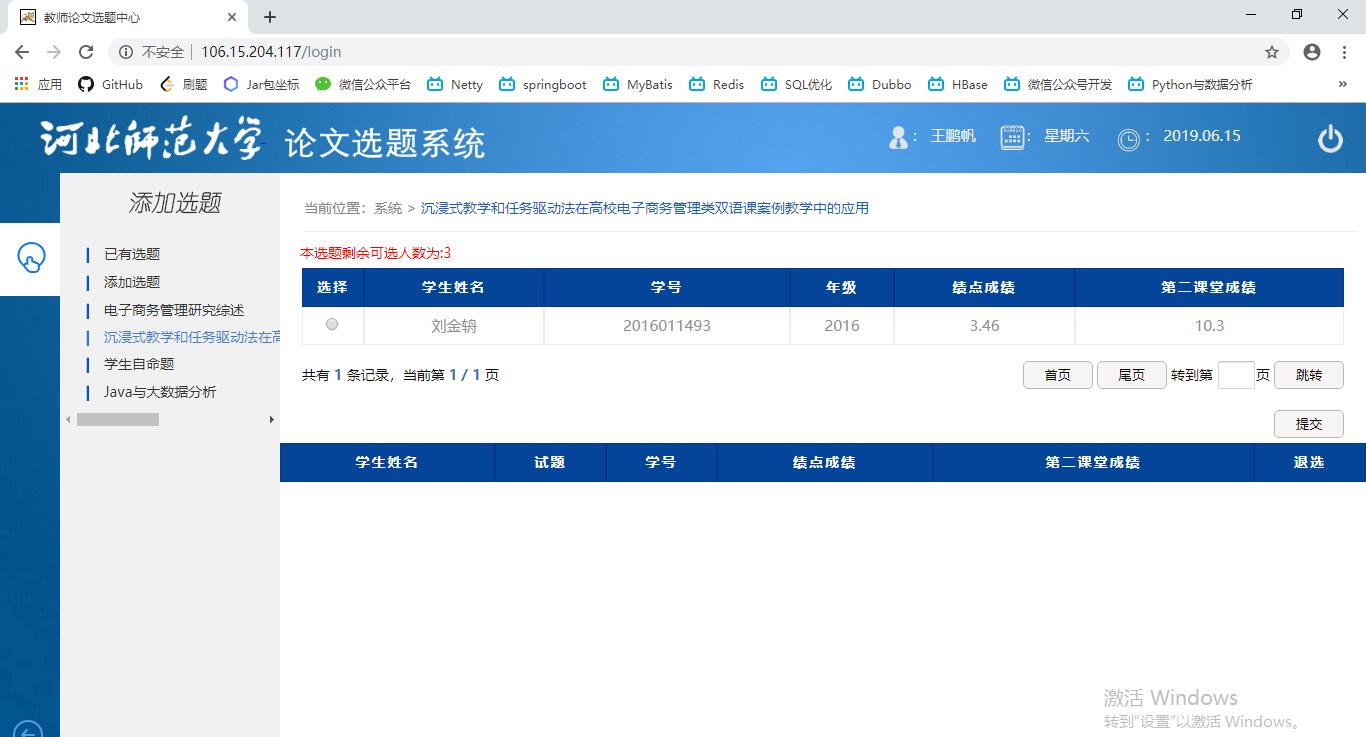 教师论文选题中心
不安全 106.15.204.117/login
应用 GitHub 刷题 Jar包坐标 微信公众平台 Netty springboot MyBatis Redis SQL优化 Dubbo HBase 微信公众号开发 Python与数据分析 »
河北师范大学 论文选题系统 : 王鹏帆 : 星期六 : 2019.06.15
添加选题
已有选题
添加选题
电子商务管理研究综述
沉浸式教学和任务驱动法在高
学生自命题
Java与大数据分析
当前位置：系统 > 沉浸式教学和任务驱动法在高校电子商务管理类双语课案例教学中的应用
本选题剩余可选人数为:3
选择 学生姓名 学号 年级 绩点成绩 第二课堂成绩
刘金 2016011493 2016 3.46 10.3
共有 1 条记录，当前第 1 / 1 页 首页 尾页 转到第 页 跳转
提交
学生姓名 试题 学号 绩点成绩 第二课堂成绩 退选
激活 Windows
转到"设置"以激活 Windows。